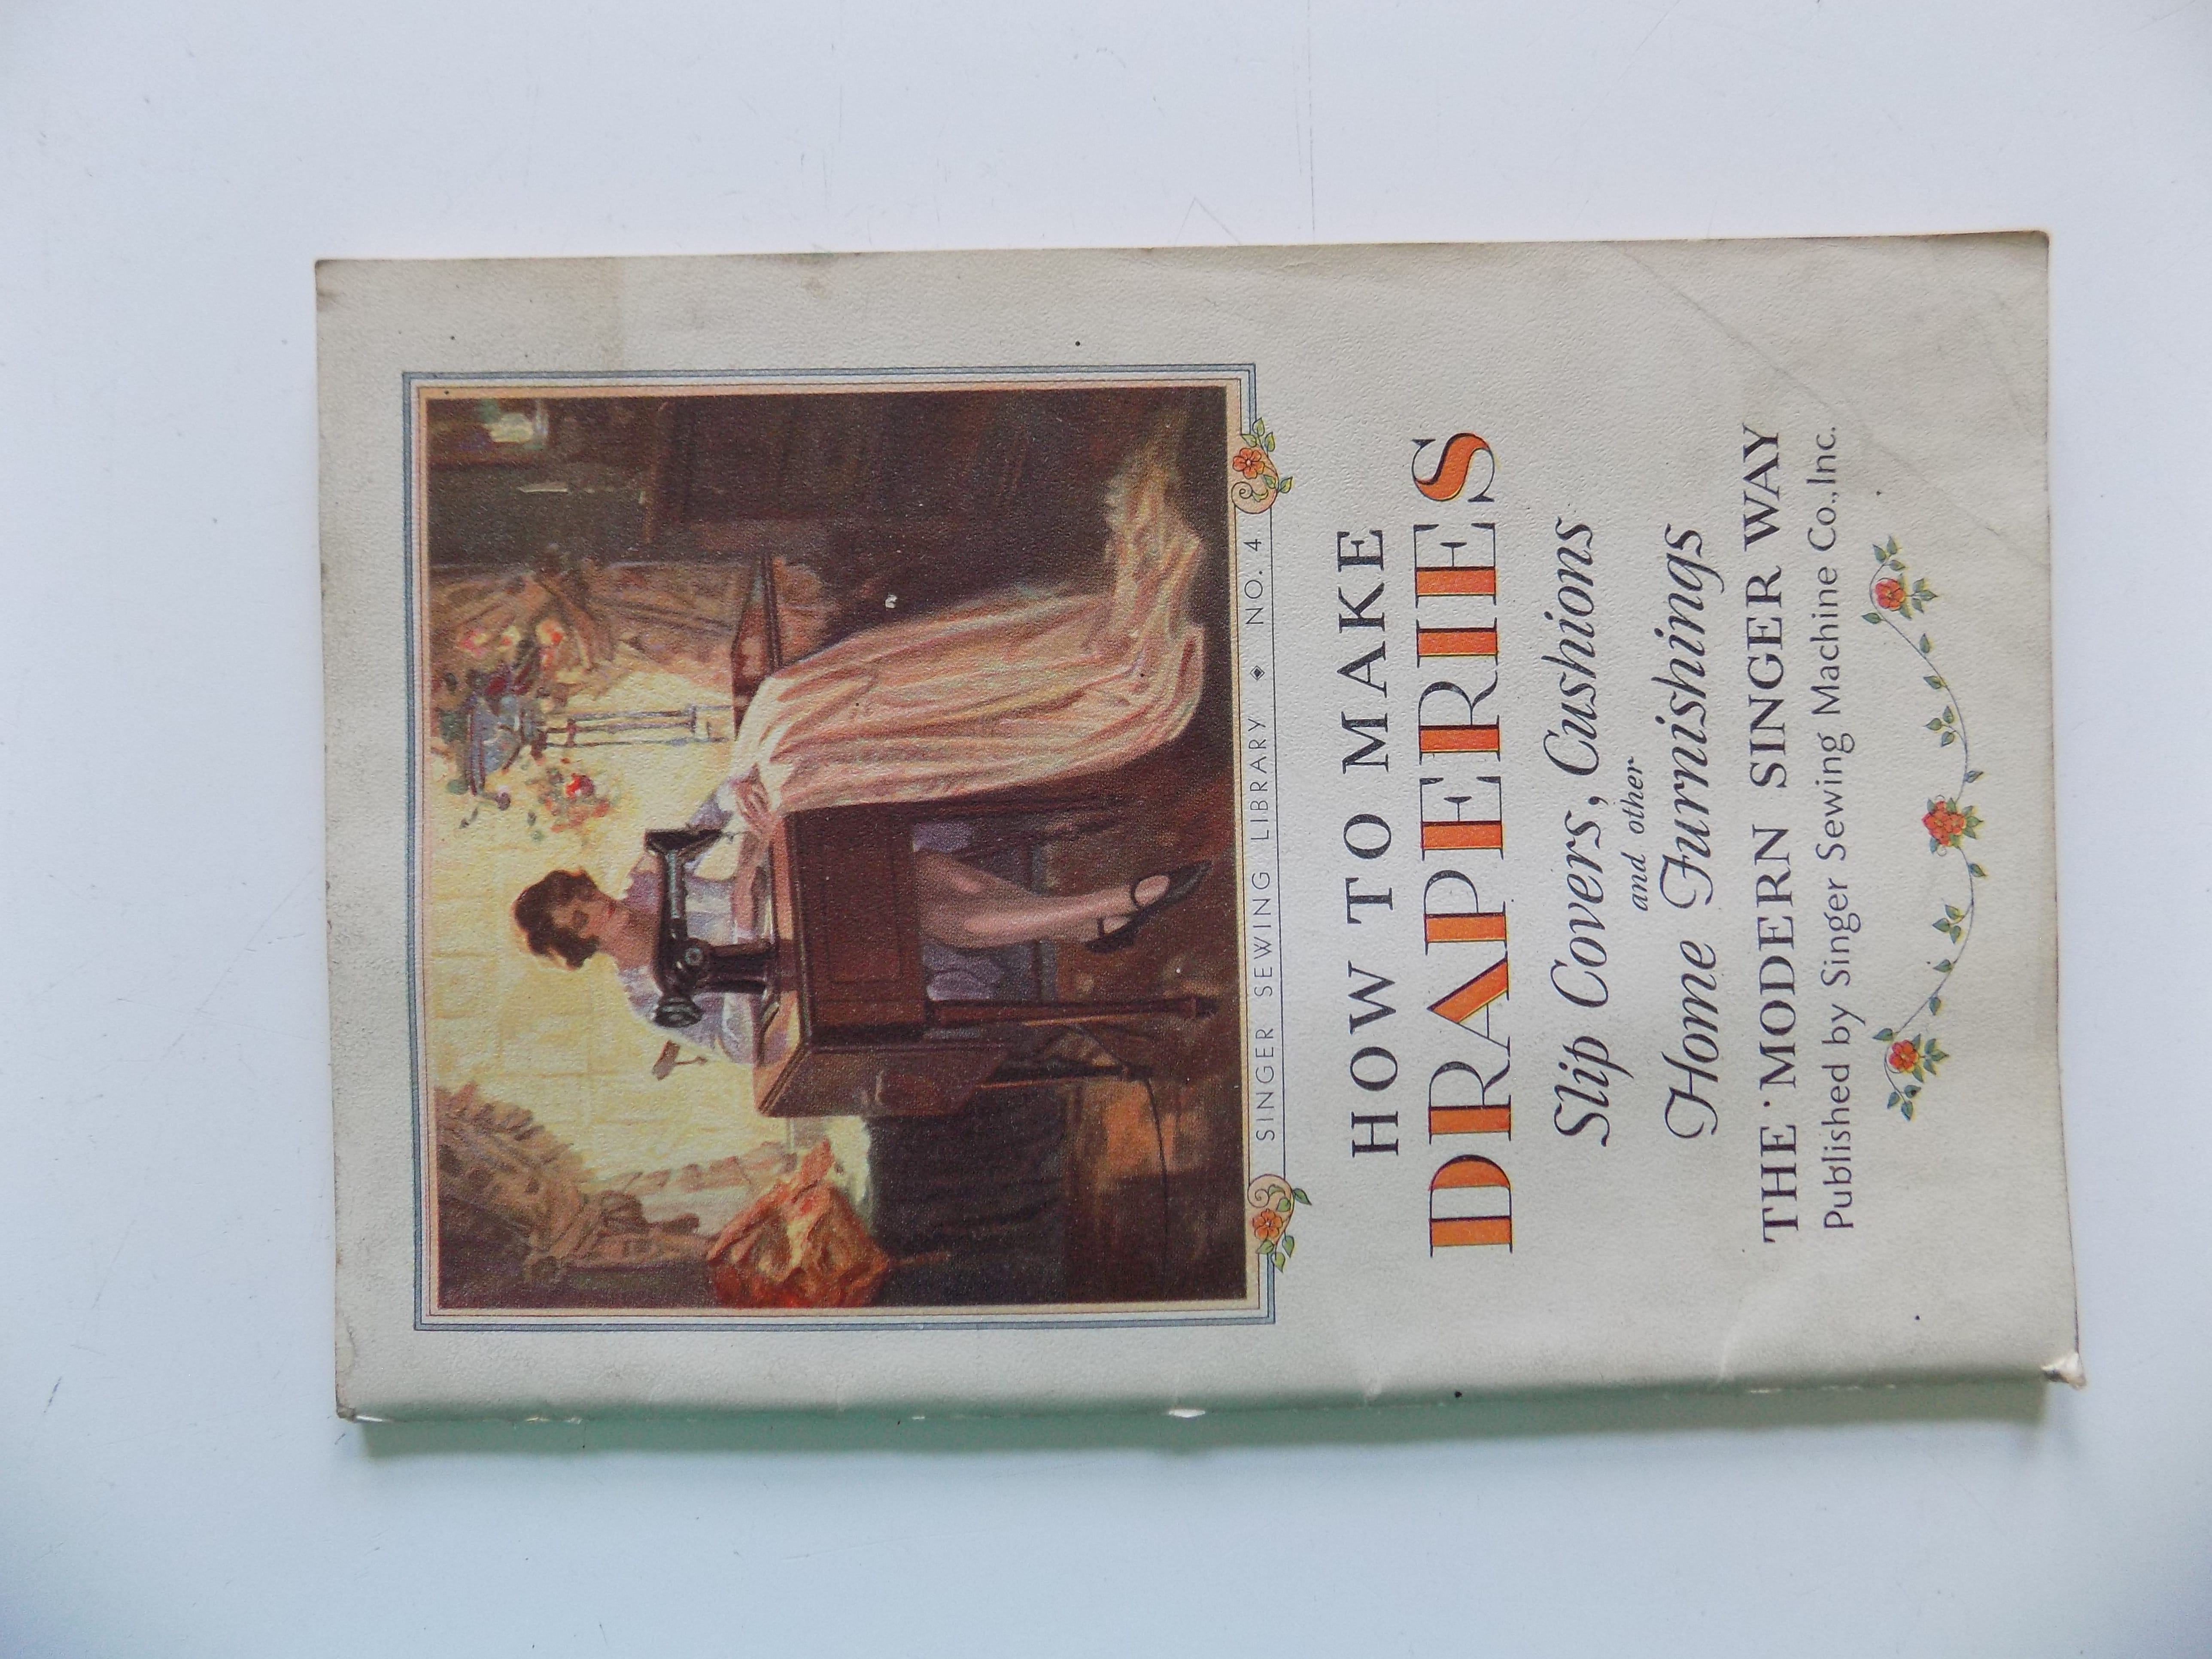 SINGER SEWING LIBRARY ◆ NO. 4
HOW TO MAKE
DRAPERIES
Slip Covers, Cushions
and other
Home Furnishings
THE MODERN SINGER WAY
Published by Singer Sewing Machine Co., Inc.